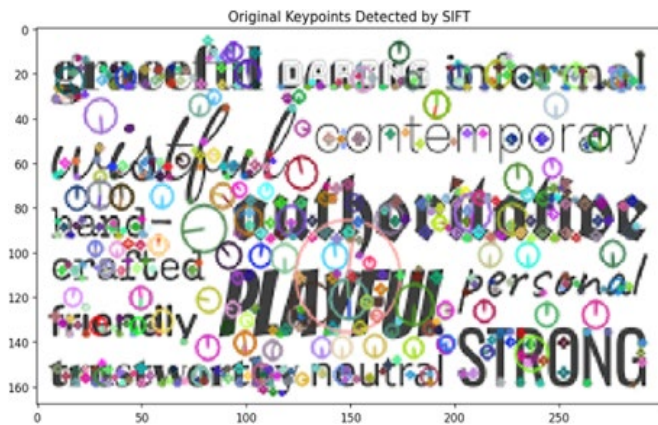 Original Keypoints Detected by SIFT
0
20
40
60
80
100
120
140
160
graceful DARING informal
wistful contemporary
hand-
crafted
authoritative
friendly PLAYFUL personal
trustworthy neutral STRONG
0 50 100 150 200 250